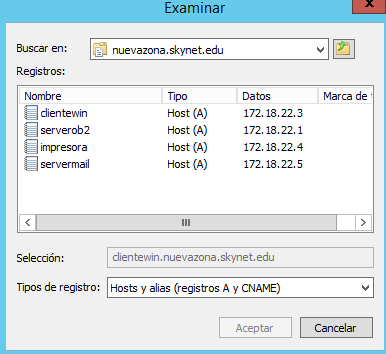 Examinar
x
Buscar en: nuevazona.skynet.edu
Registros:
Nombre Tipo Datos Marca de
clientewin Host (A) 172.18.22.3
serverob2 Host (A) 172.18.22.1
impresora Host (A) 172.18.22.4
servermail Host (A) 172.18.22.5
Selección: clientewin.nuevazona.skynet.edu
Tipos de registro: Hosts y alias (registros A y CNAME)
Aceptar Cancelar